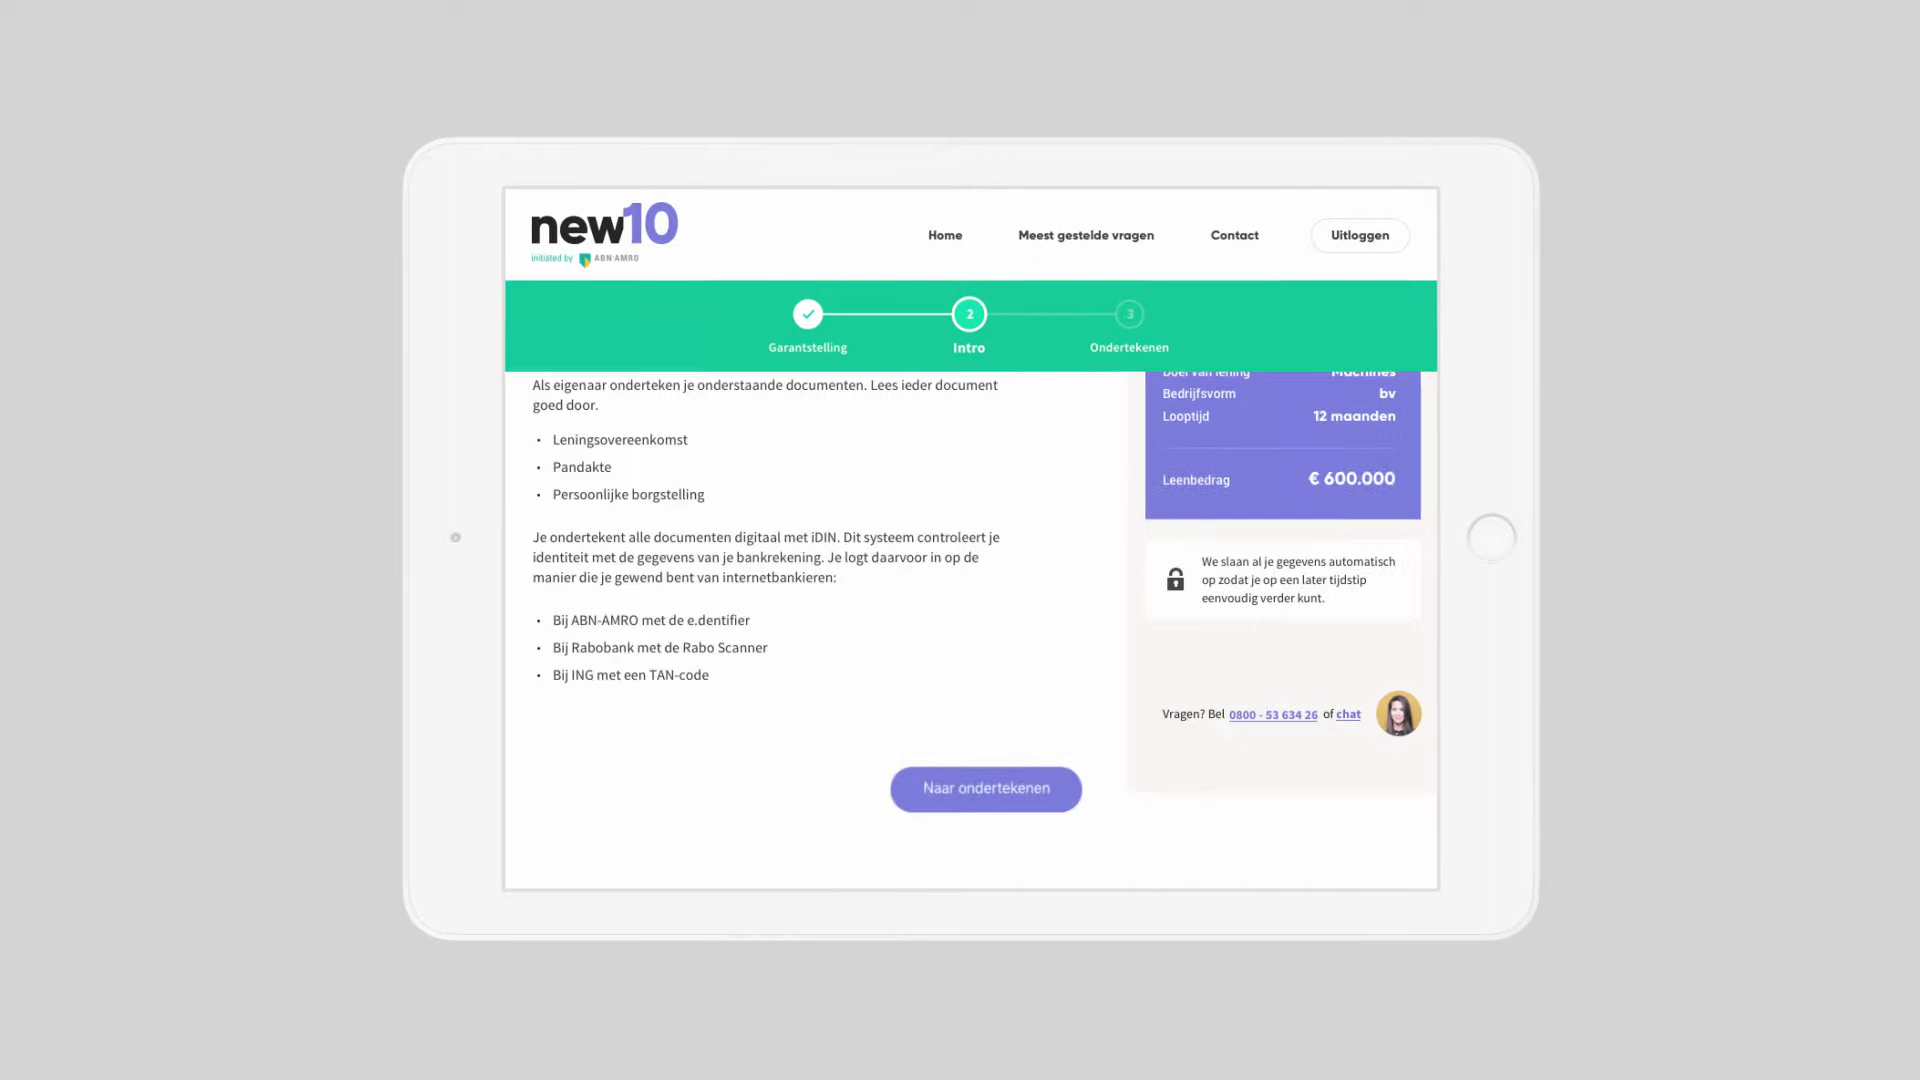 new10
initiated by ABN·AMRO
Home
Meest gestelde vragen
Contact
Uitloggen
2
3
Garantstelling
Intro
Ondertekenen
Als eigenaar onderteken je onderstaande documenten. Lees ieder document
goed door.
• Leningsovereenkomst
• Pandakte
• Persoonlijke borgstelling
Je ondertekent alle documenten digitaal met iDIN. Dit systeem controleert je
identiteit met de gegevens van je bankrekening. Je logt daarvoor in op de
manier die je gewend bent van internetbankieren:
• Bij ABN-AMRO met de e.dentifier
• Bij Rabobank met de Rabo Scanner
• Bij ING met een TAN-code
Naar ondertekenen
Doel van lening Machines
Bedrijfsvorm bv
Looptijd 12 maanden
Leenbedrag € 600.000
We slaan al je gegevens automatisch
op zodat je op een later tijdstip
eenvoudig verder kunt.
Vragen? Bel 0800 - 53 634 26 of chat